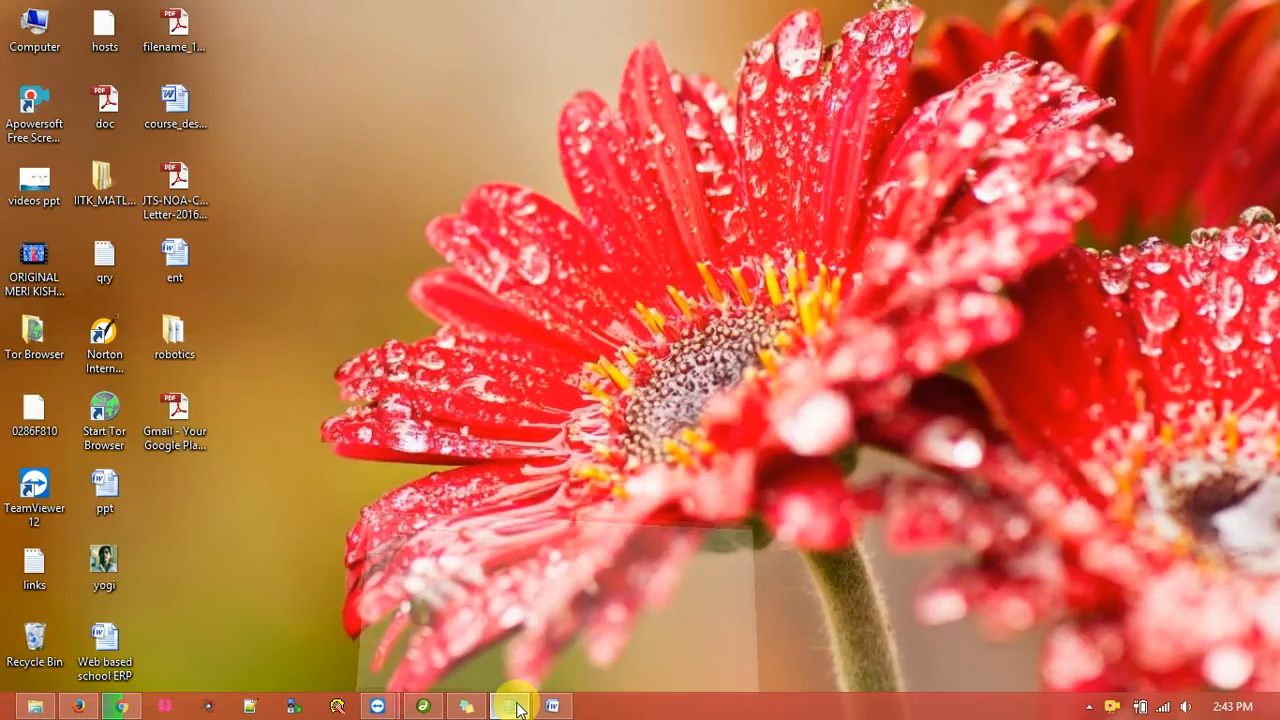 Computer
hosts
filename_1...
Apowersoft
Free Scre...
doc
course_des...
videos ppt
IITK_MATL...
JTS-NOA-C...
Letter-2016...
ORIGINAL
MERI KISH...
qry
ent
Tor Browser
Norton
Intern...
robotics
0286F810
Start Tor
Browser
Gmail - Your
Google Pla...
TeamViewer
12
ppt
links
yogi
Recycle Bin
Web based
school ERP
2:43 PM